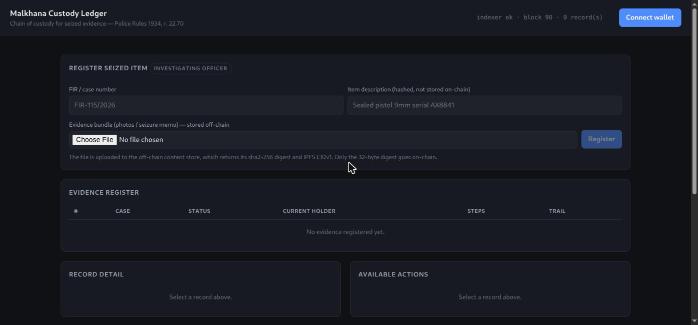 Malkhana Custody Ledger
Chain of custody for seized evidence — Police Rules 1934, r. 22.70
indexer ok · block 90 · 0 record(s)
Connect wallet
REGISTER SEIZED ITEM INVESTIGATING OFFICER
FIR / case number
Item description (hashed, not stored on-chain)
FIR-115/2026
Sealed pistol 9mm serial AX8841
Evidence bundle (photos / seizure memo) — stored off-chain
Choose File No file chosen
Register
The file is uploaded to the off-chain content store, which returns its sha2-256 digest and IPFS CIDv1. Only the 32-byte digest goes on-chain.
EVIDENCE REGISTER
# CASE STATUS CURRENT HOLDER STEPS TRAIL
No evidence registered yet.
RECORD DETAIL
Select a record above.
AVAILABLE ACTIONS
Select a record above.